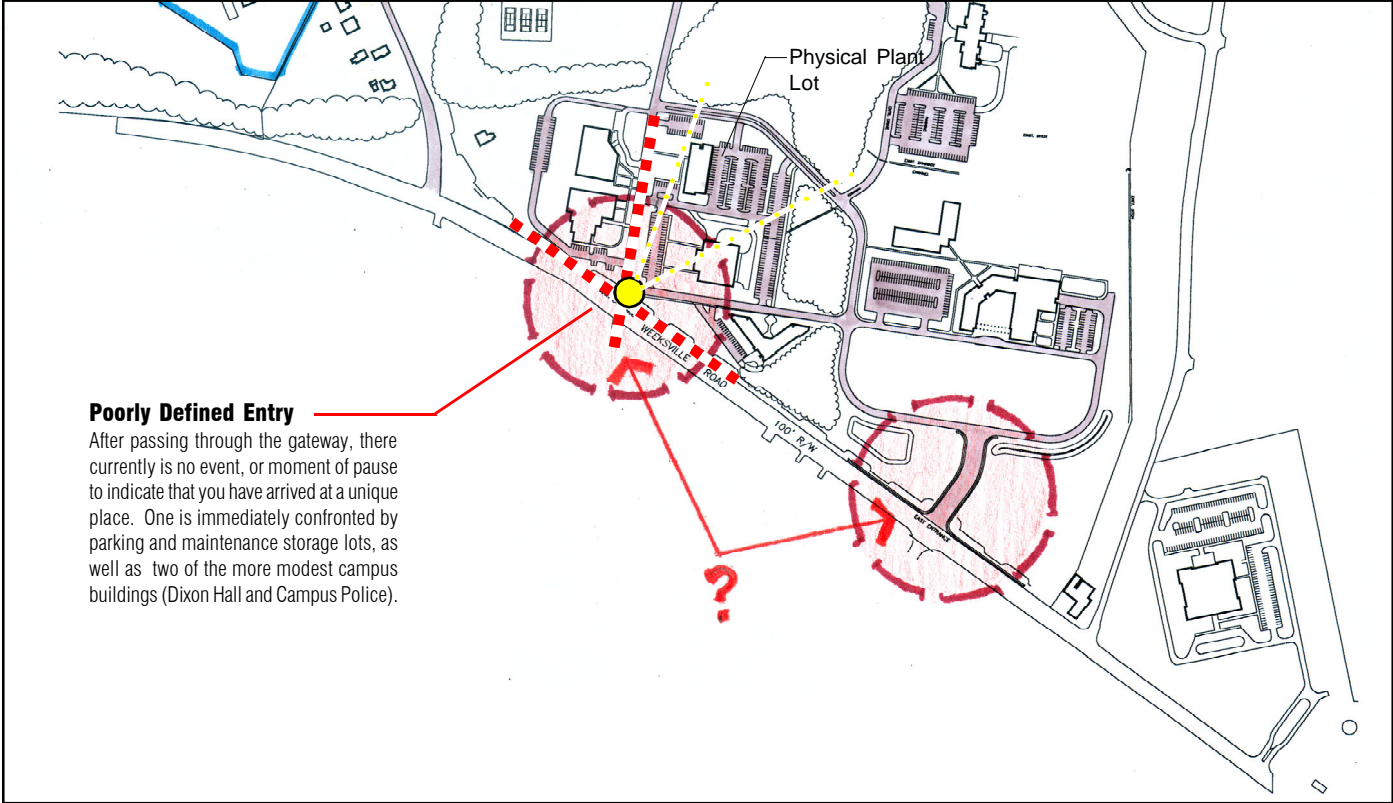 Physical Plant
Lot
WEEKSVILLE
ROAD
100' R/W
EAST ENTRANCE
Poorly Defined Entry
After passing through the gateway, there
currently is no event, or moment of pause
to indicate that you have arrived at a unique
place. One is immediately confronted by
parking and maintenance storage lots, as
well as two of the more modest campus
buildings (Dixon Hall and Campus Police).
?